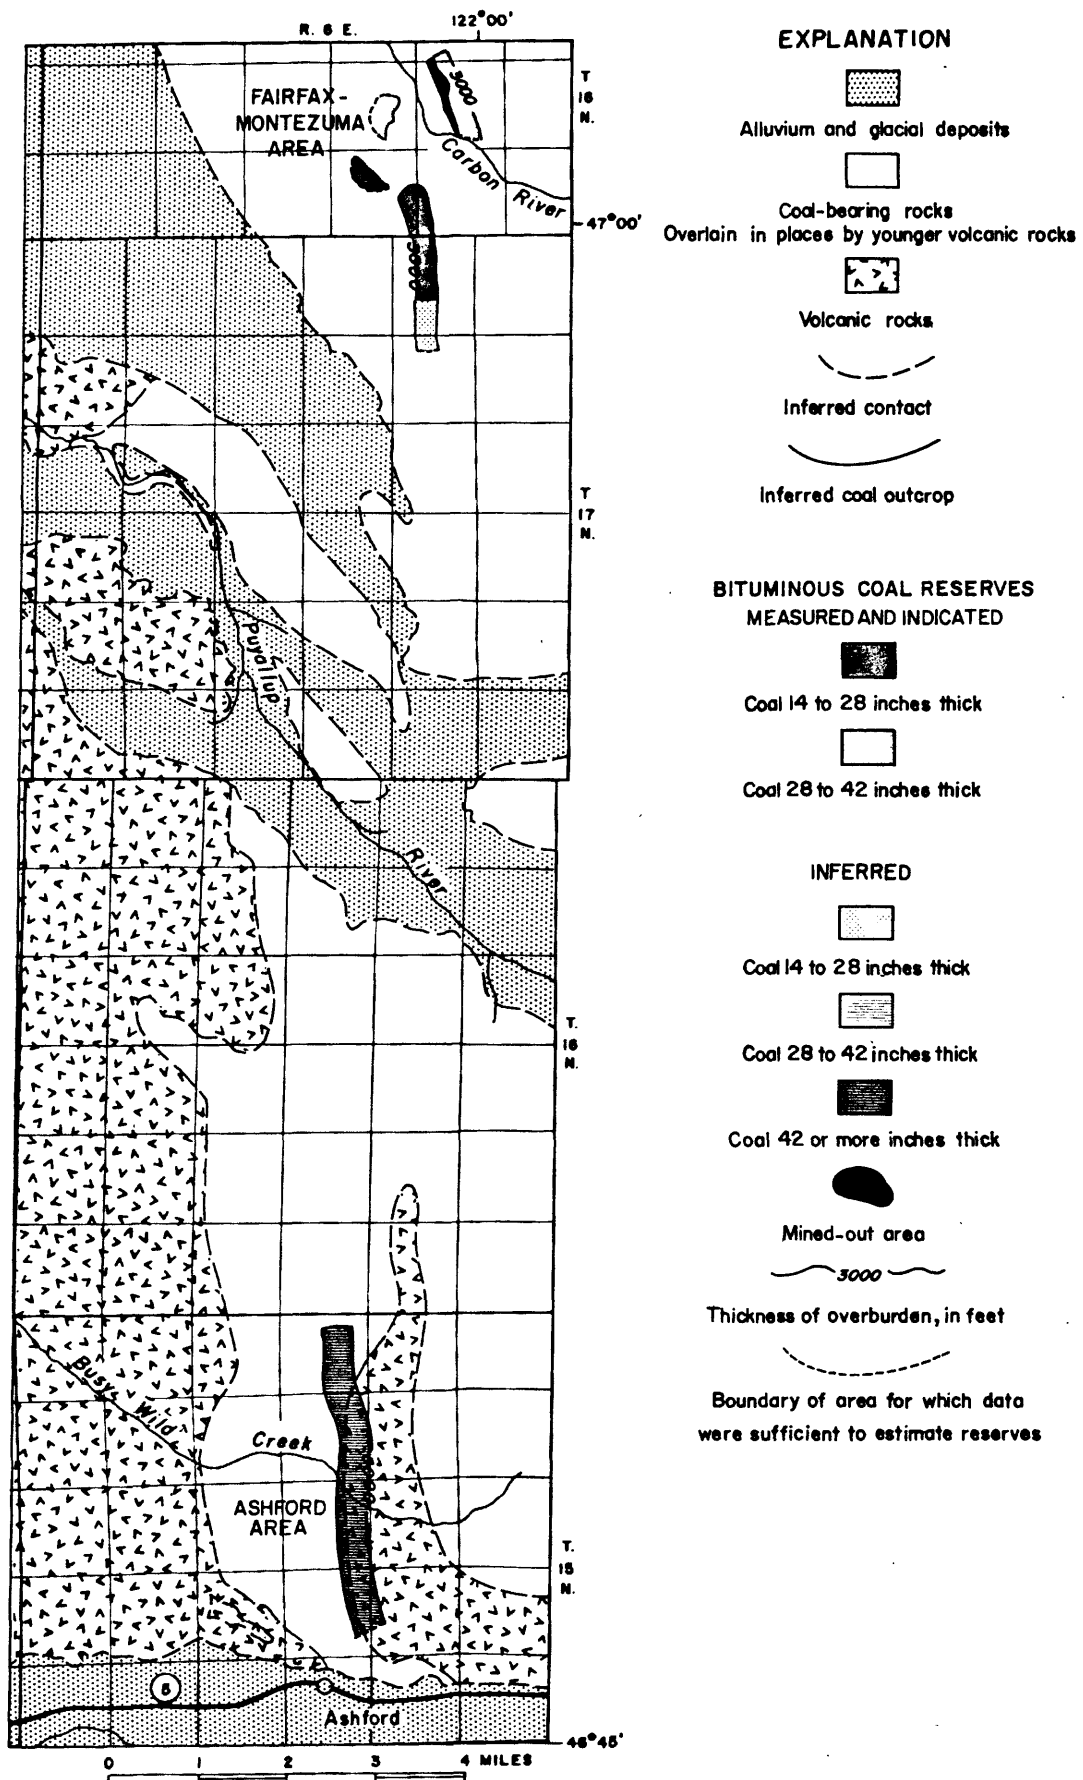 122°00'
R. 6 E.
T
18
N.
FAIRFAX-
MONTEZUMA
AREA
3000
Carbon River
47°00'
3000
T
17
N.
Puyallup
River
T.
16
N.
Busy Wild
Creek
ASHFORD
AREA
T.
15
N.
5
Ashford
46°45'
0 1 2 3 4 MILES
EXPLANATION
Alluvium and glacial deposits
Coal-bearing rocks
Overlain in places by younger volcanic rocks
Volcanic rocks
Inferred contact
Inferred coal outcrop
BITUMINOUS COAL RESERVES
MEASURED AND INDICATED
Coal 14 to 28 inches thick
Coal 28 to 42 inches thick
INFERRED
Coal 14 to 28 inches thick
Coal 28 to 42 inches thick
Coal 42 or more inches thick
Mined-out area
3000
Thickness of overburden, in feet
Boundary of area for which data
were sufficient to estimate reserves